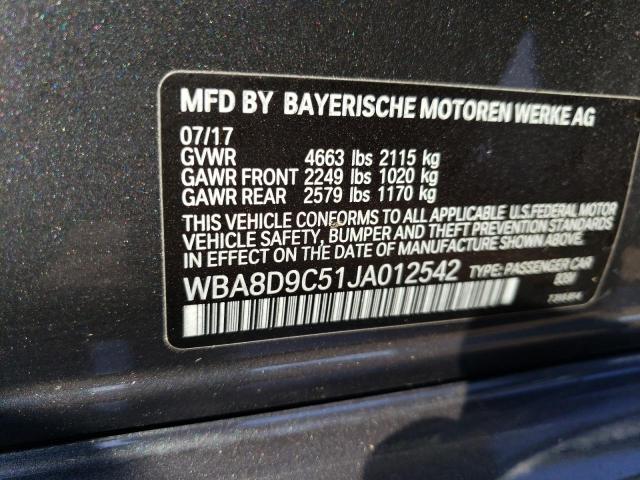 MFD BY BAYERISCHE MOTOREN WERKE AG
07/17
GVWR 4663 lbs 2115 kg
GAWR FRONT 2249 lbs 1020 kg
GAWR REAR 2579 lbs 1170 kg
THIS VEHICLE CONFORMS TO ALL APPLICABLE U.S. FEDERAL MOTOR
VEHICLE SAFETY, BUMPER AND THEFT PREVENTION STANDARDS
IN EFFECT ON THE DATE OF MANUFACTURE SHOWN ABOVE.
WBA8D9C51JA012542 TYPE: PASSENGER CAR